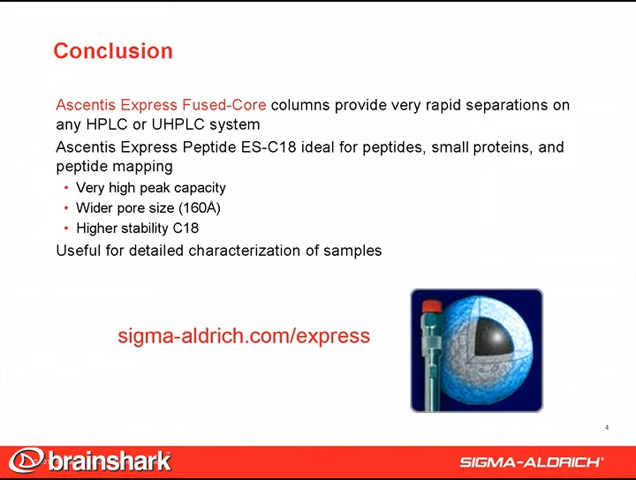 Conclusion
Ascentis Express Fused-Core columns provide very rapid separations on
any HPLC or UHPLC system
Ascentis Express Peptide ES-C18 ideal for peptides, small proteins, and
peptide mapping
• Very high peak capacity
• Wider pore size (160Å)
• Higher stability C18
Useful for detailed characterization of samples
sigma-aldrich.com/express
4
brainshark
SIGMA-ALDRICH®